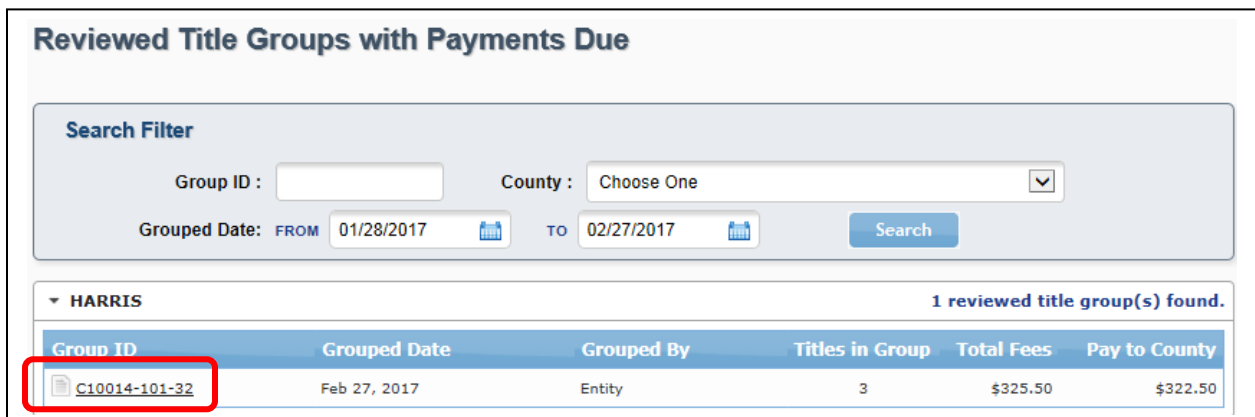 Reviewed Title Groups with Payments Due
Search Filter
Group ID : County : Choose One
Grouped Date: FROM 01/28/2017 TO 02/27/2017 Search
HARRIS 1 reviewed title group(s) found.
Group ID Grouped Date Grouped By Titles in Group Total Fees Pay to County
C10014-101-32 Feb 27, 2017 Entity 3 $325.50 $322.50